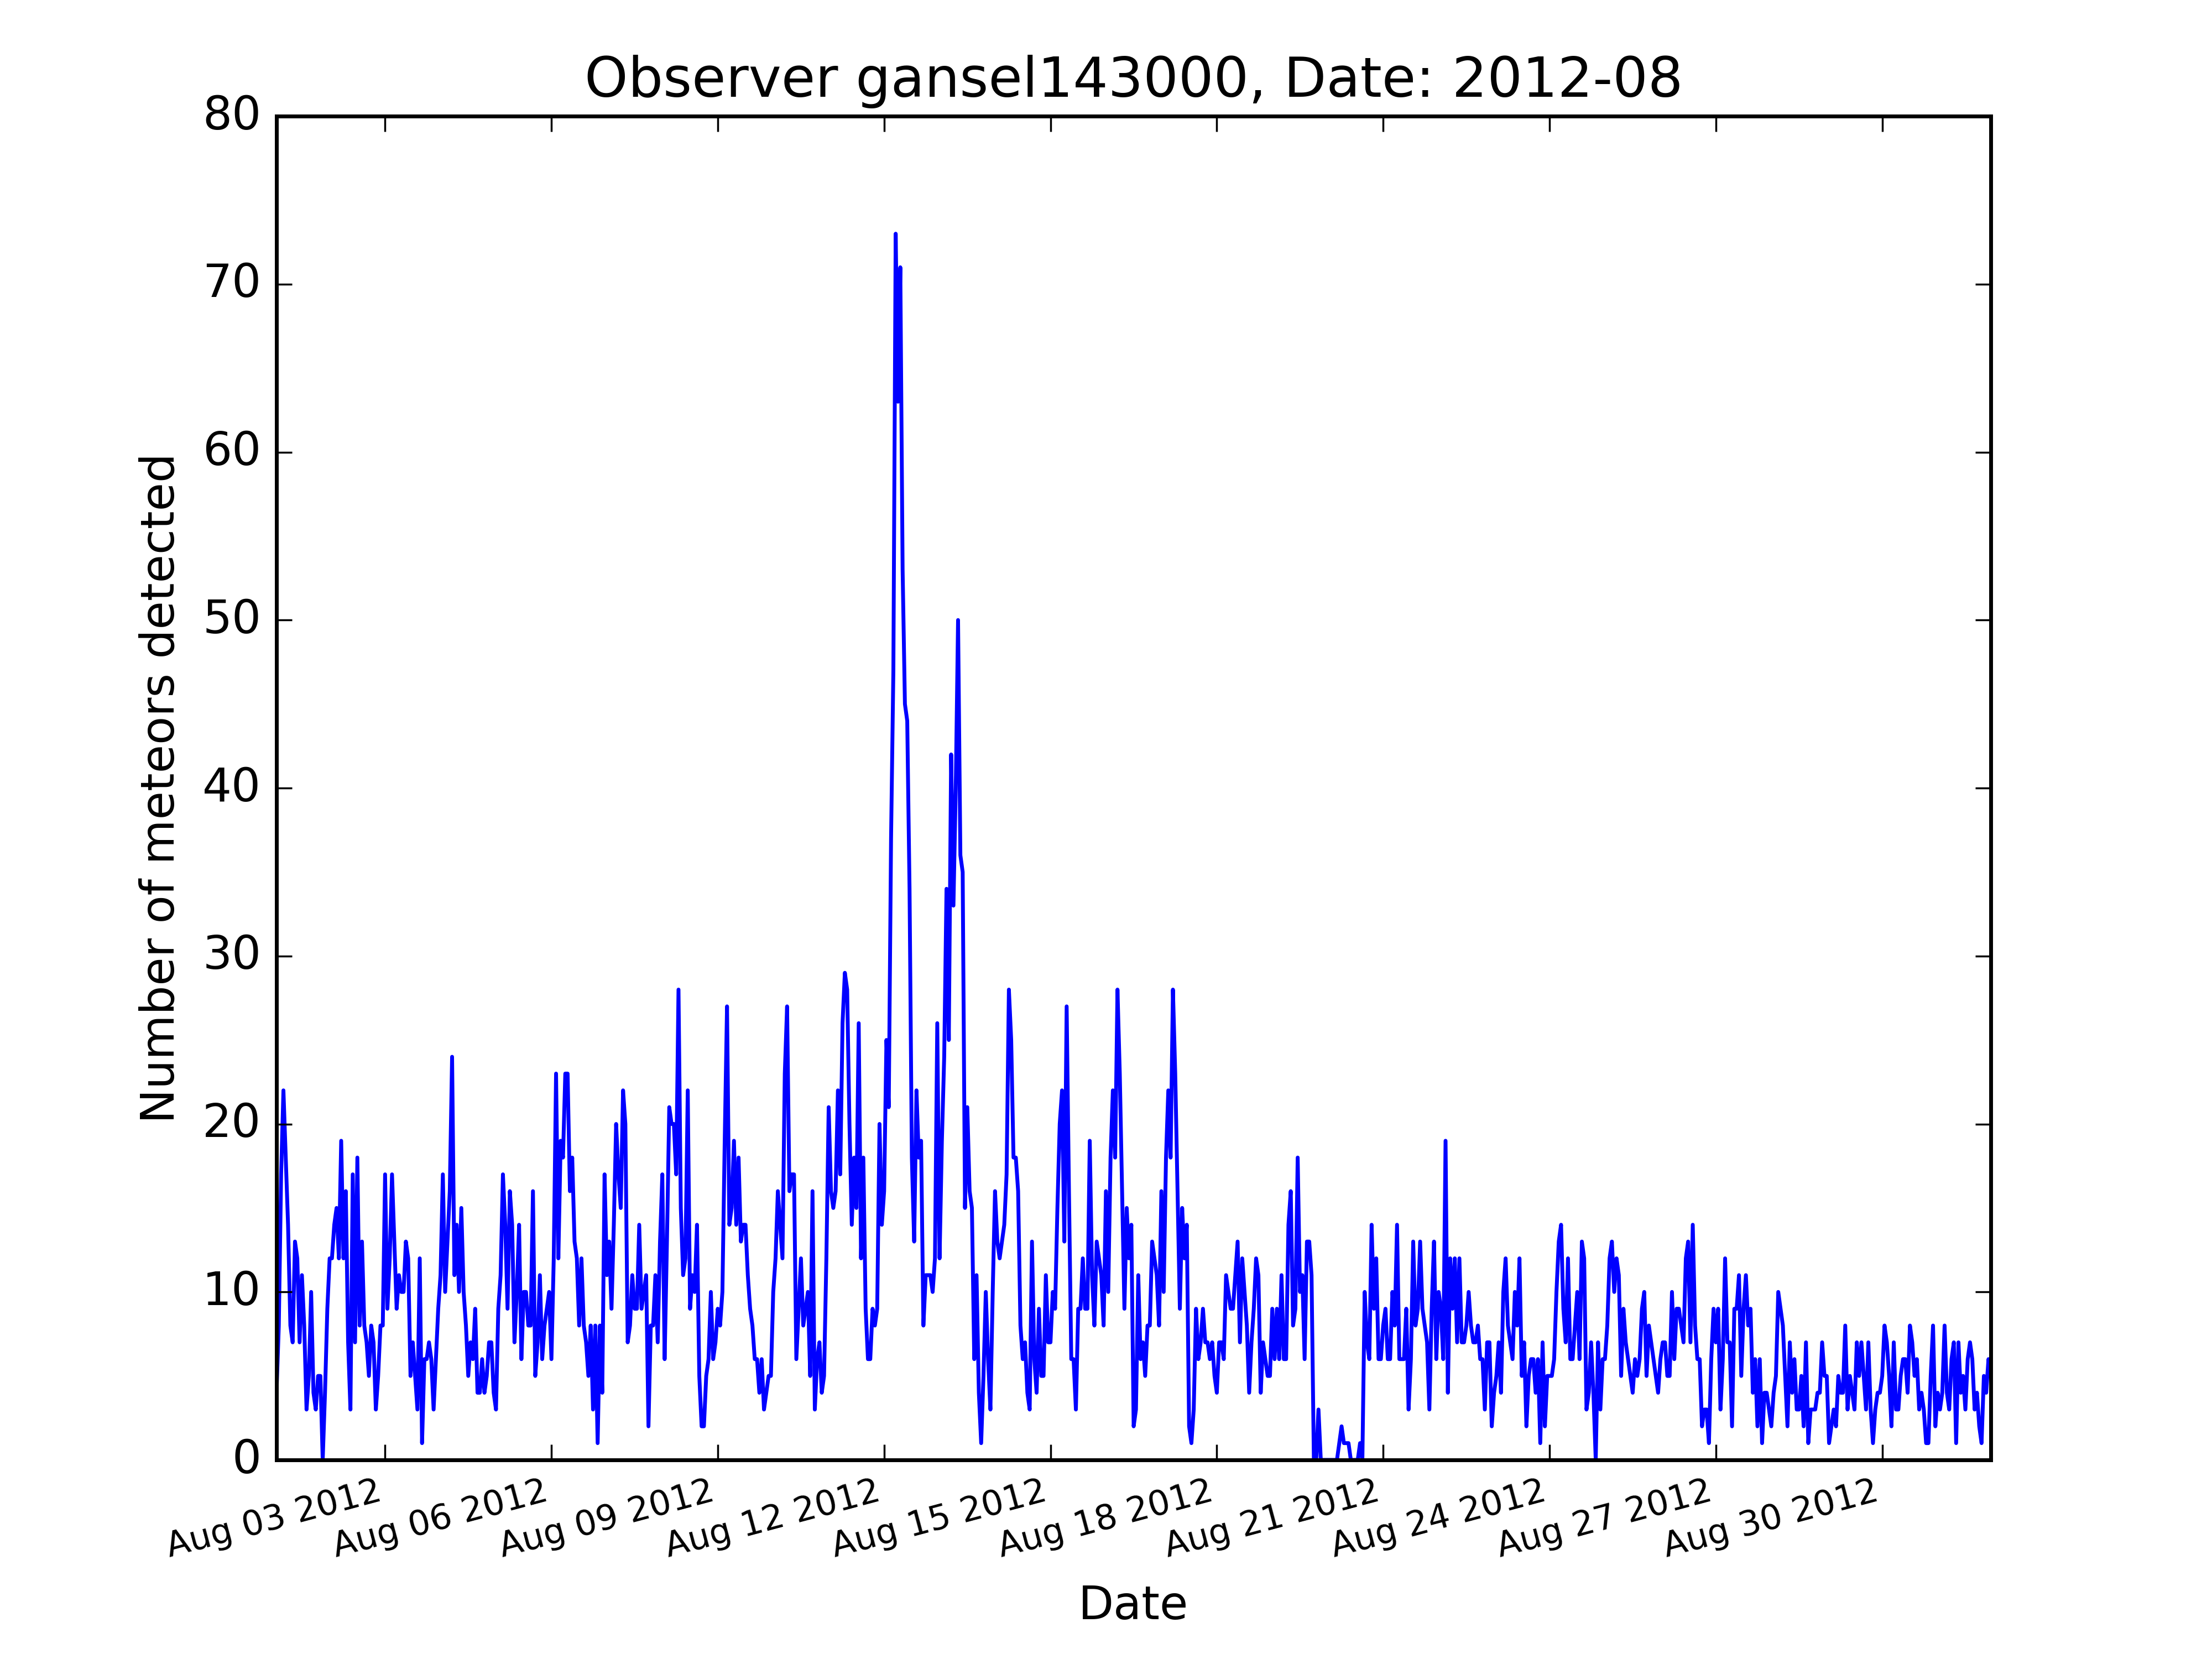 Observer gansel143000, Date: 2012-08
80
70
60
50
40
30
20
10
0
Number of meteors detected
Aug 03 2012
Aug 06 2012
Aug 09 2012
Aug 12 2012
Aug 15 2012
Aug 18 2012
Aug 21 2012
Aug 24 2012
Aug 27 2012
Aug 30 2012
Date